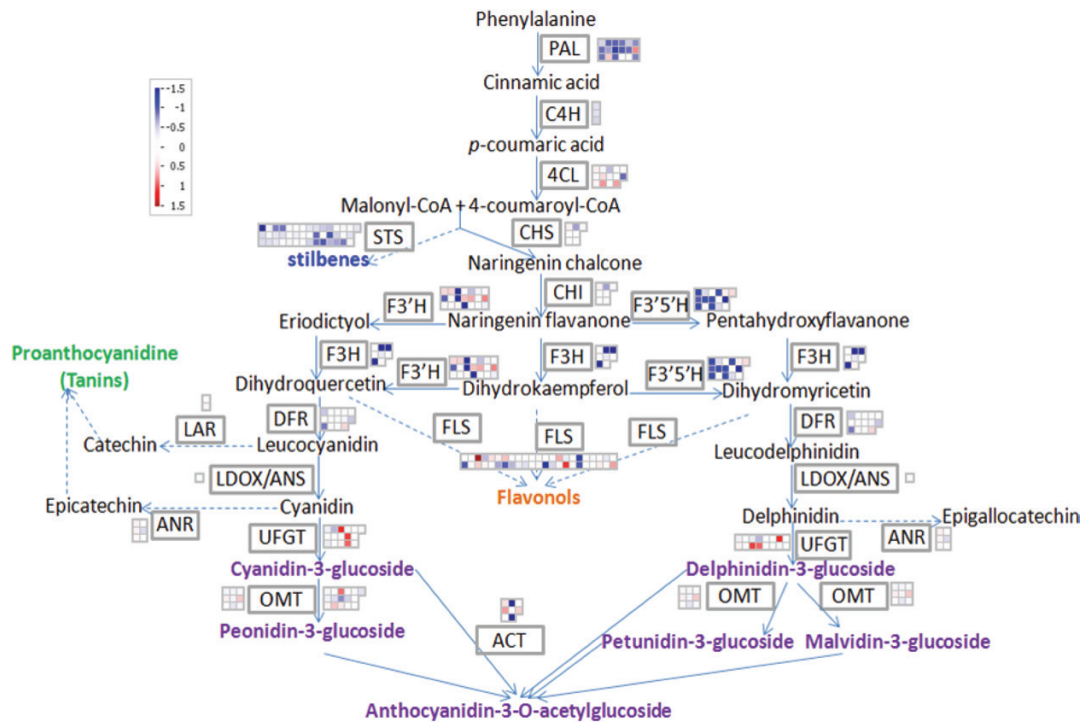 Phenylalanine
PAL
Cinnamic acid
-1.5
-1
-0.5
0
0.5
1
1.5
C4H
p-coumaric acid
4CL
Malonyl-CoA + 4-coumaroyl-CoA
STS
CHS
stilbenes
Naringenin chalcone
CHI
F3'H
F3'5'H
Eriodictyol
Naringenin flavanone
Pentahydroxyflavanone
Proanthocyanidine
(Tanins)
F3H
F3H
F3H
F3'H
F3'5'H
Dihydroquercetin
Dihydrokaempferol
Dihydromyricetin
LAR
DFR
FLS
FLS
FLS
DFR
Catechin
Leucocyanidin
Leucodelphinidin
LDOX/ANS
LDOX/ANS
Flavonols
Epicatechin
Cyanidin
Delphinidin
Epigallocatechin
ANR
UFGT
UFGT
ANR
Cyanidin-3-glucoside
Delphinidin-3-glucoside
OMT
OMT
OMT
Peonidin-3-glucoside
ACT
Petunidin-3-glucoside
Malvidin-3-glucoside
Anthocyanidin-3-O-acetylglucoside